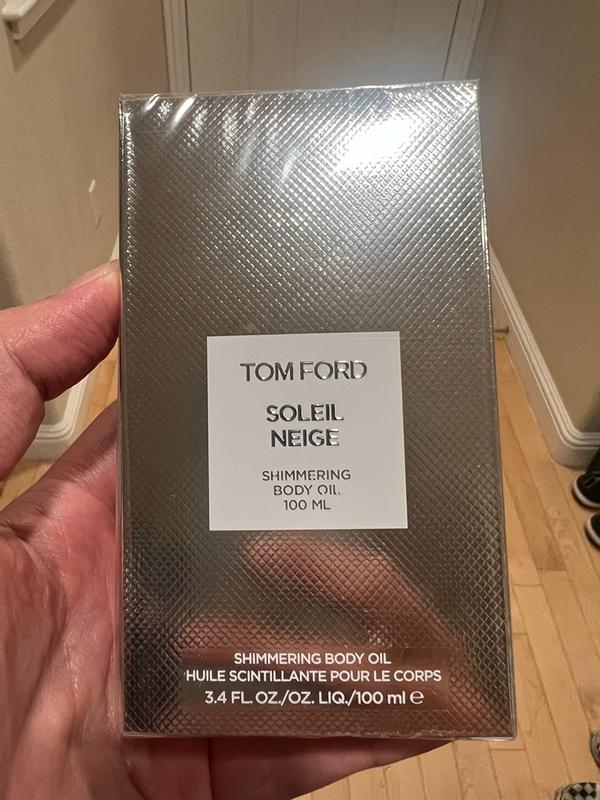 TOM FORD
SOLEIL
NEIGE
SHIMMERING
BODY OIL
100 ML
SHIMMERING BODY OIL
HUILE SCINTILLANTE POUR LE CORPS
3.4 FL. OZ./OZ. LIQ./100 ml ℮